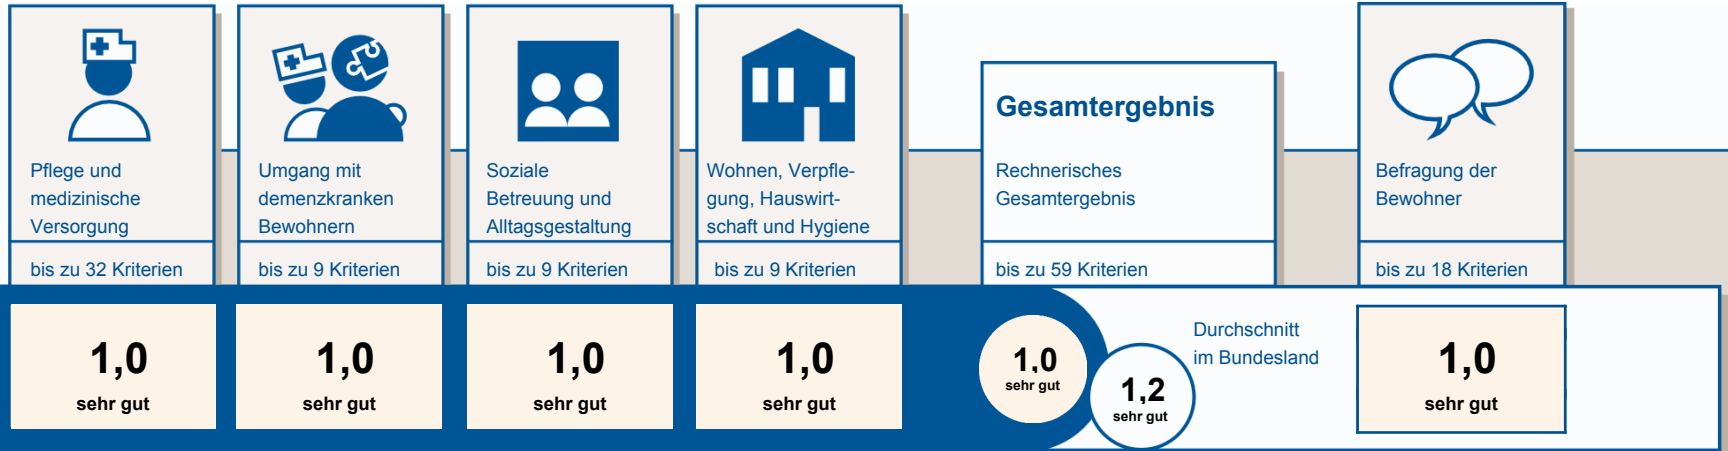 Pflege und
medizinische
Versorgung
bis zu 32 Kriterien
1,0
sehr gut
Umgang mit
demenzkranken
Bewohnern
bis zu 9 Kriterien
1,0
sehr gut
Soziale
Betreuung und
Alltagsgestaltung
bis zu 9 Kriterien
1,0
sehr gut
Wohnen, Verpfle-
gung, Hauswirt-
schaft und Hygiene
bis zu 9 Kriterien
1,0
sehr gut
Gesamtergebnis
Rechnerisches
Gesamtergebnis
bis zu 59 Kriterien
1,0
sehr gut
1,2
sehr gut
Durchschnitt
im Bundesland
Befragung der
Bewohner
bis zu 18 Kriterien
1,0
sehr gut